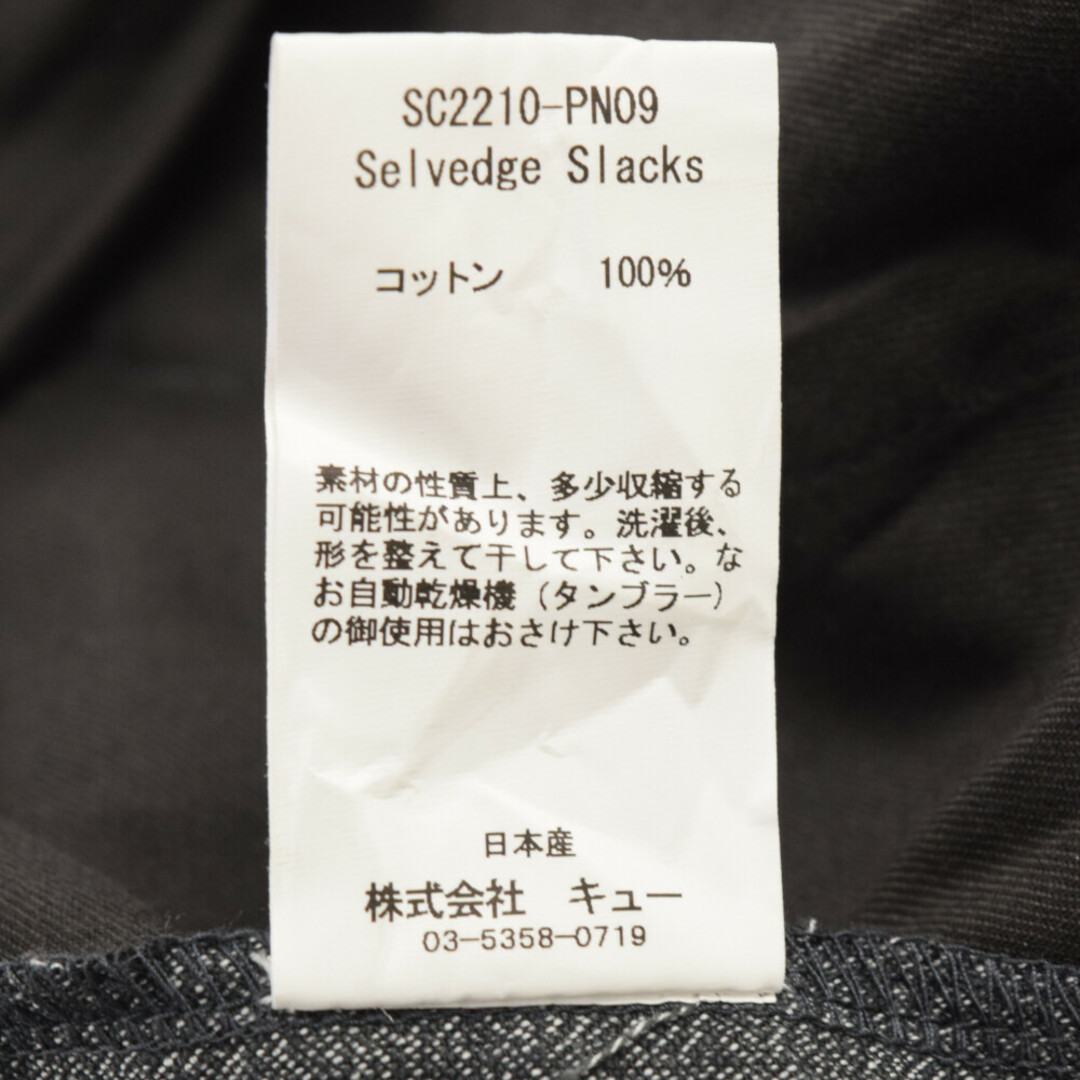 SC2210-PN09
Selvedge Slacks
コットン 100%
素材の性質上、多少収縮する
可能性があります。洗濯後、
形を整えて干して下さい。な
お自動乾燥機（タンブラー）
の御使用はおさけ下さい。
日本産
株式会社 キュー
03-5358-0719